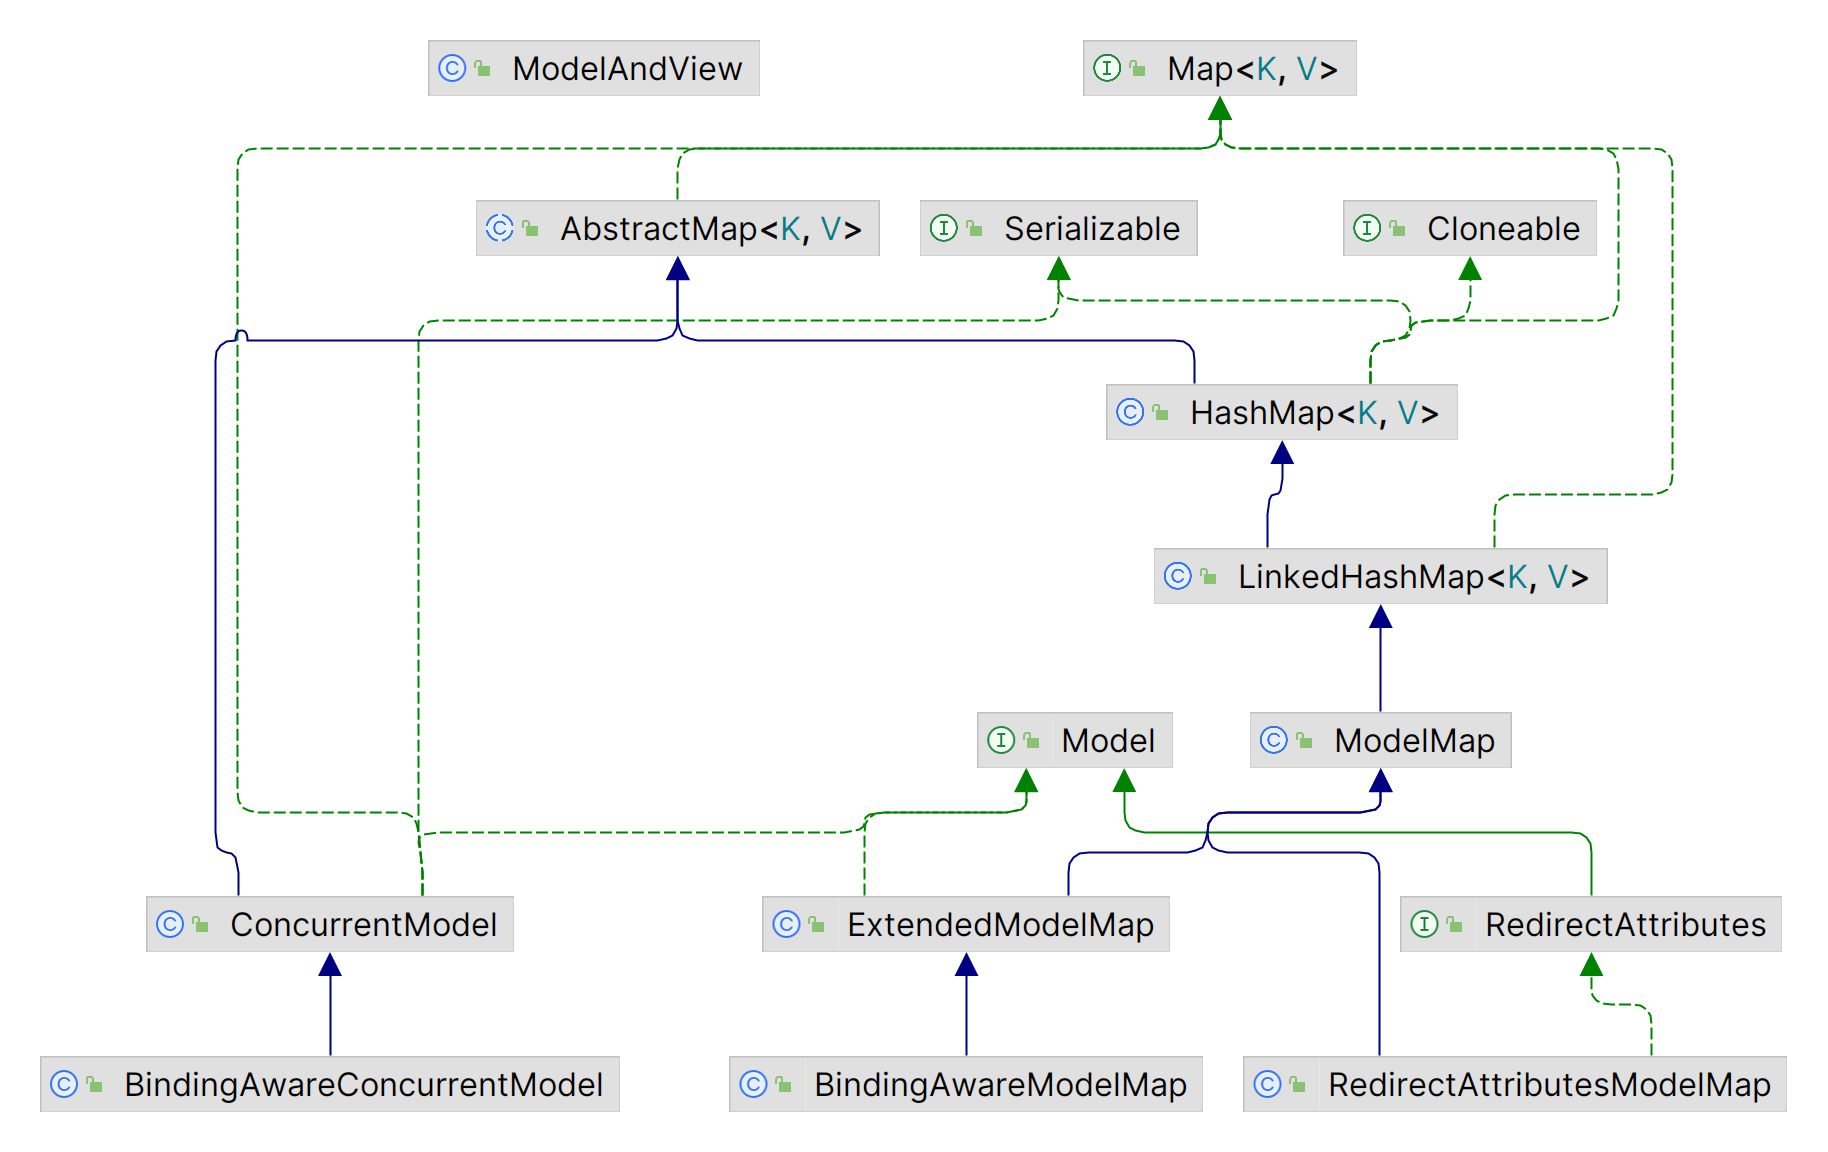 ModelAndView
Map<K, V>
AbstractMap<K, V>
Serializable
Cloneable
HashMap<K, V>
LinkedHashMap<K, V>
Model
ModelMap
ConcurrentModel
ExtendedModelMap
RedirectAttributes
BindingAwareConcurrentModel
BindingAwareModelMap
RedirectAttributesModelMap